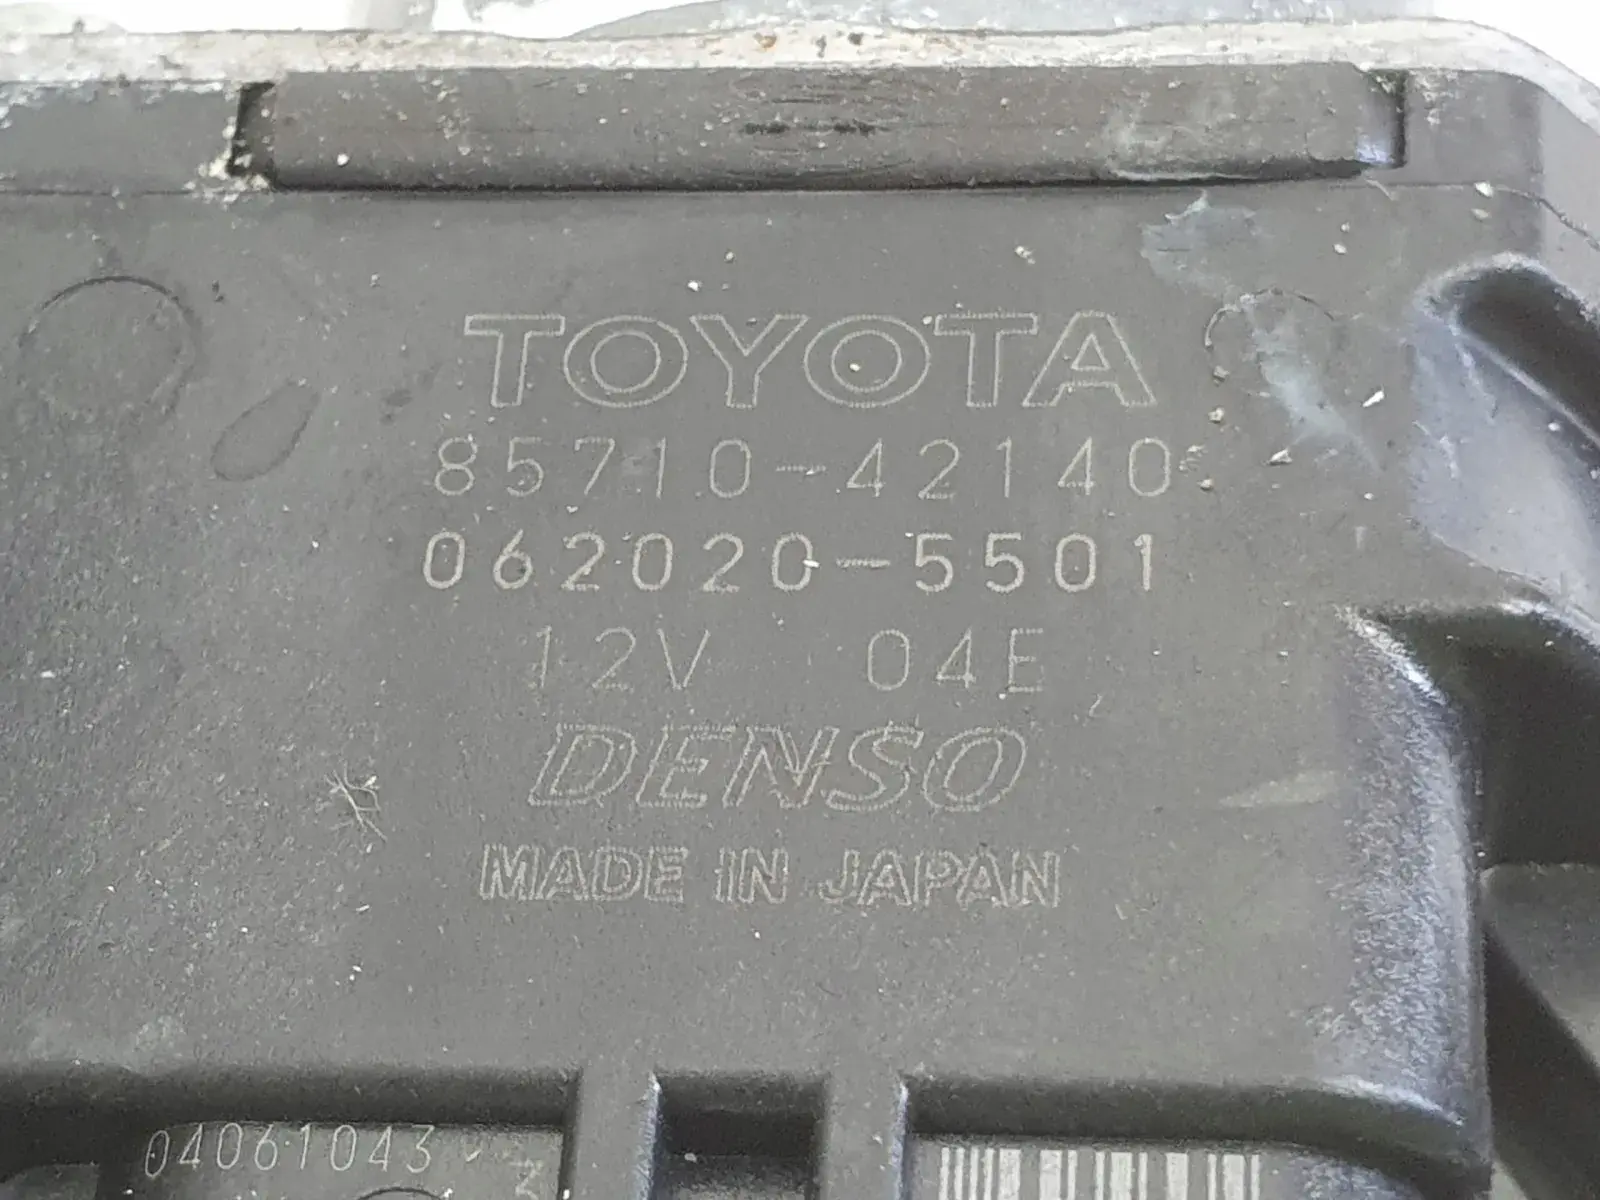 TOYOTA
85710-42140
062020-5501
12V 04E
DENSO
MADE IN JAPAN
04061043